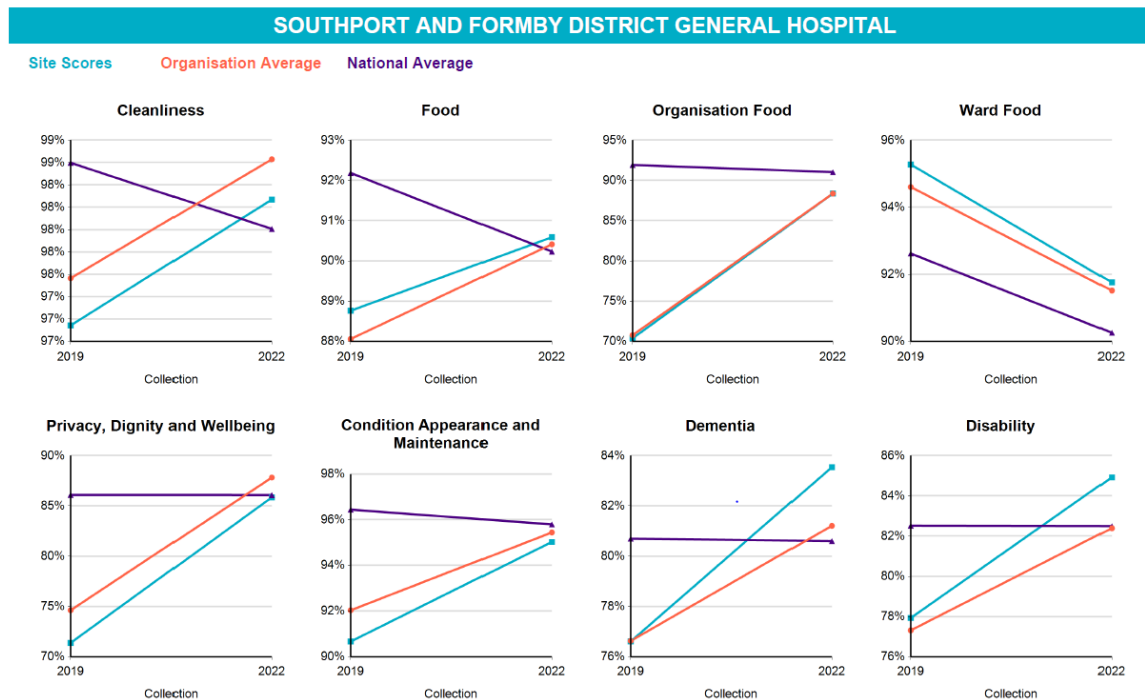 SOUTHPORT AND FORMBY DISTRICT GENERAL HOSPITAL
Site Scores Organisation Average National Average
Cleanliness
99%
99%
98%
98%
98%
98%
98%
97%
97%
97%
2019 2022
Collection
Food
93%
92%
91%
90%
89%
88%
2019 2022
Collection
Organisation Food
95%
90%
85%
80%
75%
70%
2019 2022
Collection
Ward Food
96%
94%
92%
90%
2019 2022
Collection
Privacy, Dignity and Wellbeing
90%
85%
80%
75%
70%
2019 2022
Collection
Condition Appearance and
Maintenance
98%
96%
94%
92%
90%
2019 2022
Collection
Dementia
84%
82%
80%
78%
76%
2019 2022
Collection
Disability
86%
84%
82%
80%
78%
76%
2019 2022
Collection